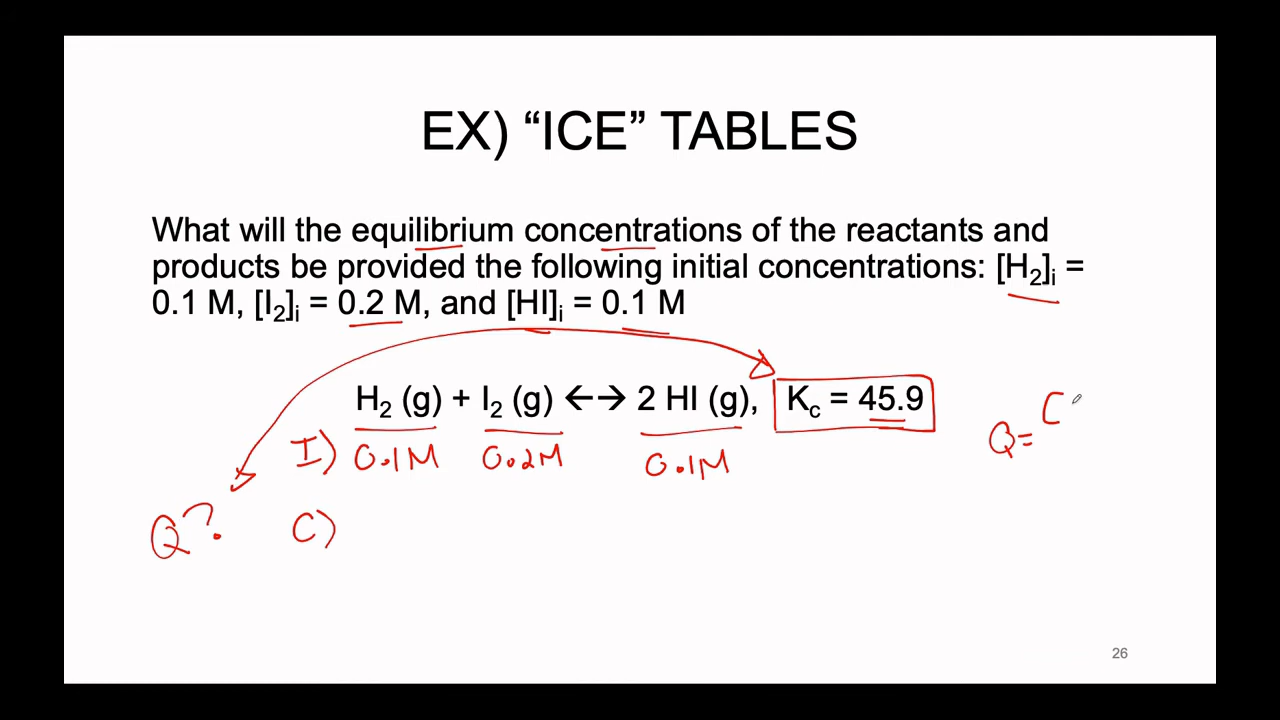 EX) “ICE” TABLES
What will the equilibrium concentrations of the reactants and
products be provided the following initial concentrations: [H₂]ᵢ =
0.1 M, [I₂]ᵢ = 0.2 M, and [HI]ᵢ = 0.1 M
H₂ (g) + I₂ (g) ←→ 2 HI (g), K꜀ = 45.9
I) 0.1M 0.2M 0.1M
Q= [
Q? C)
26